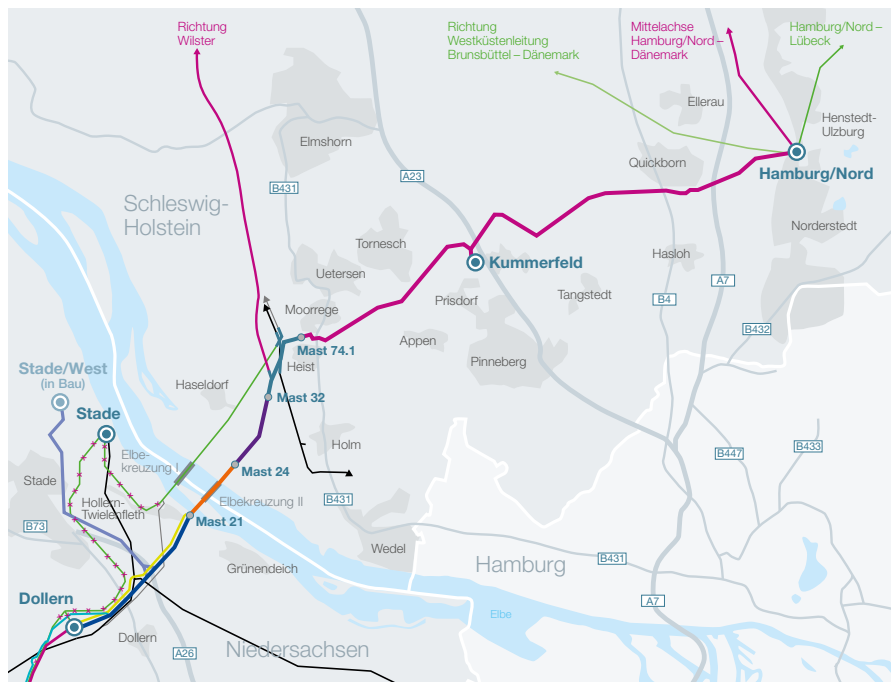 Richtung
Wilster
Richtung
Westküstenleitung
Brunsbüttel – Dänemark
Mittelachse
Hamburg/Nord –
Dänemark
Hamburg/Nord –
Lübeck
Ellerau
Henstedt-
Ulzburg
Elmshorn
Quickborn
Hamburg/Nord
A23
B431
Schleswig-
Holstein
Norderstedt
Tornesch
Hasloh
Uetersen
Kummerfeld
A7
Tangstedt
Prisdorf
B4
Moorrege
B432
Appen
Mast 74.1
Pinneberg
Heist
Stade/West
(in Bau)
Haseldorf
Mast 32
Stade
Holm
B433
Elbe-
kreuzung I
B447
Mast 24
Stade
Elbekreuzung II
B431
Hollern-
Twielenfleth
Mast 21
B73
Wedel
B431
Hamburg
Grünendeich
Dollern
A7
Elbe
Dollern
A26
Niedersachsen